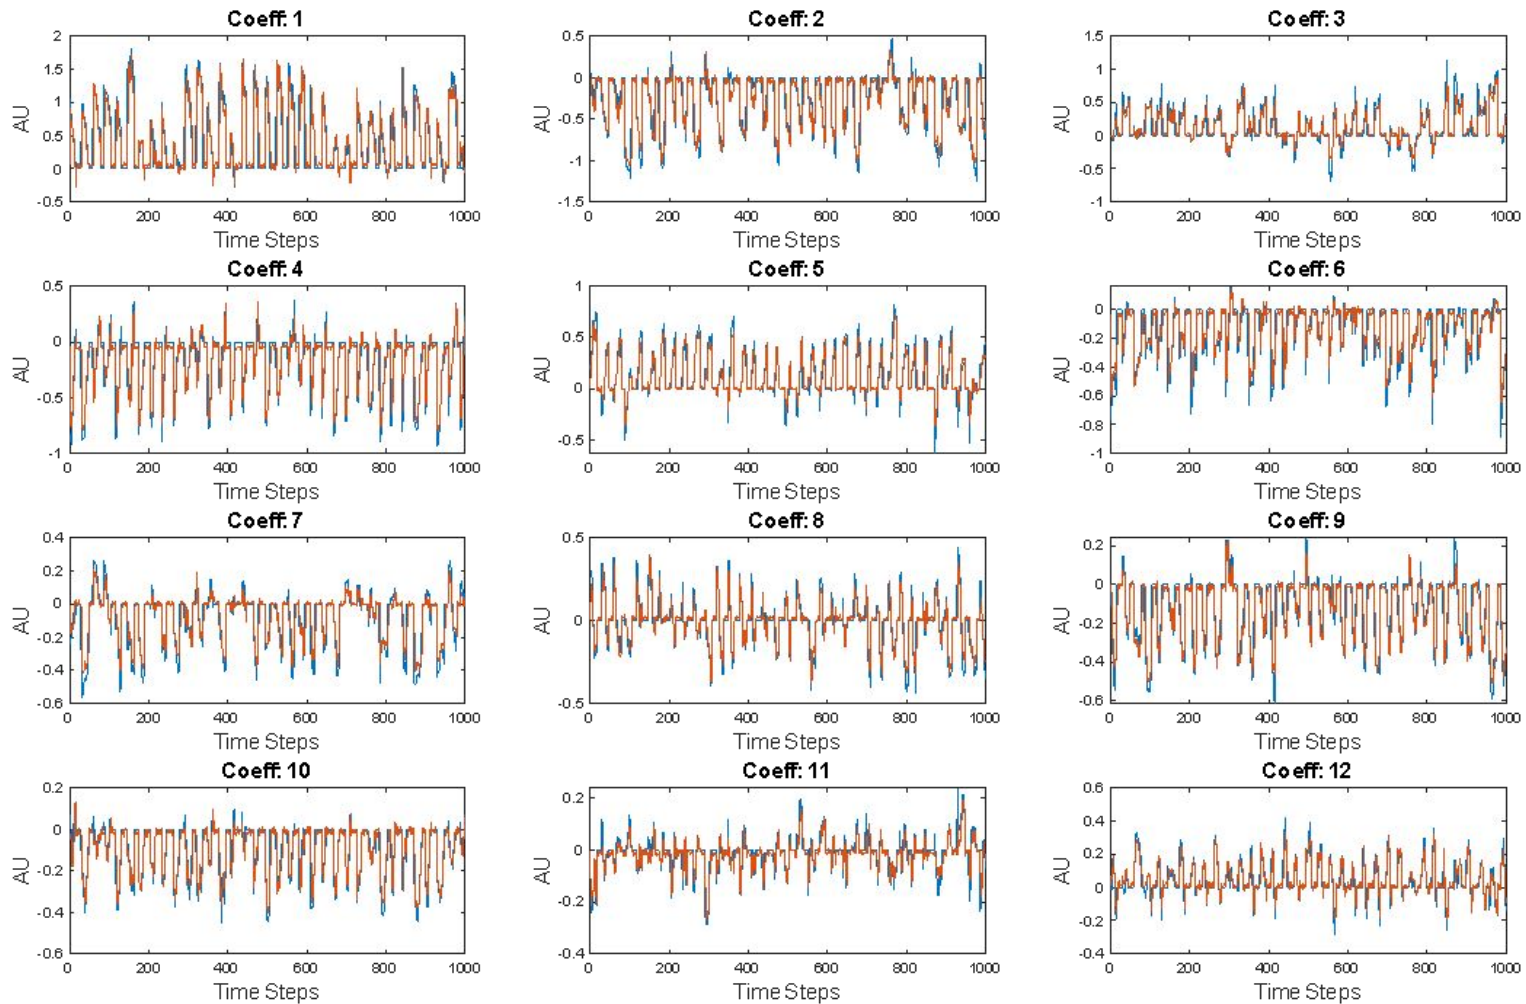 Coeff: 1
2
1.5
1
0.5
0
-0.5
AU
0 200 400 600 800 1000
Time Steps
Coeff: 2
0.5
0
-0.5
-1
-1.5
AU
0 200 400 600 800 1000
Time Steps
Coeff: 3
1.5
1
0.5
0
-0.5
-1
AU
0 200 400 600 800 1000
Time Steps
Coeff: 4
0.5
0
-0.5
-1
AU
0 200 400 600 800 1000
Time Steps
Coeff: 5
1
0.5
0
-0.5
AU
0 200 400 600 800 1000
Time Steps
Coeff: 6
0
-0.2
-0.4
-0.6
-0.8
-1
AU
0 200 400 600 800 1000
Time Steps
Coeff: 7
0.4
0.2
0
-0.2
-0.4
-0.6
AU
0 200 400 600 800 1000
Time Steps
Coeff: 8
0.5
0
-0.5
AU
0 200 400 600 800 1000
Time Steps
Coeff: 9
0.2
0
-0.2
-0.4
-0.6
AU
0 200 400 600 800 1000
Time Steps
Coeff: 10
0.2
0
-0.2
-0.4
-0.6
AU
0 200 400 600 800 1000
Time Steps
Coeff: 11
0.2
0
-0.2
-0.4
AU
0 200 400 600 800 1000
Time Steps
Coeff: 12
0.6
0.4
0.2
0
-0.2
-0.4
AU
0 200 400 600 800 1000
Time Steps